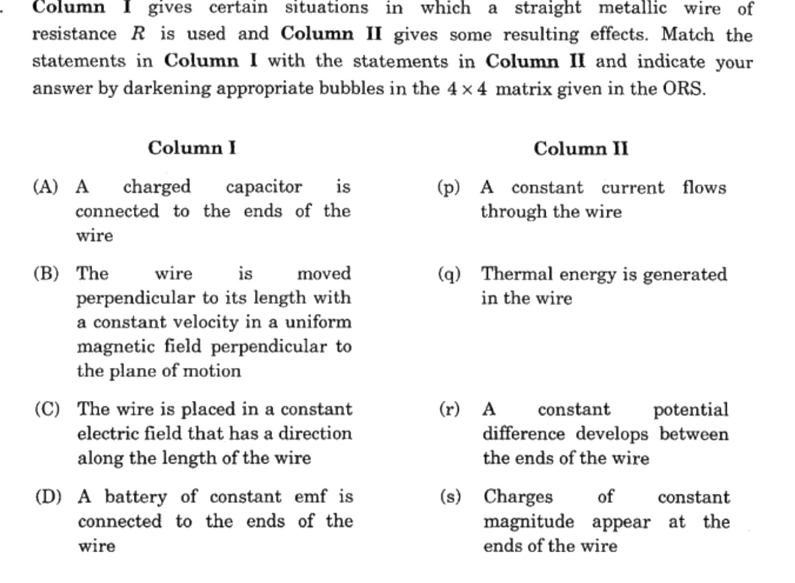 Column I gives certain situations in which a straight metallic wire of
resistance R is used and Column II gives some resulting effects. Match the
statements in Column I with the statements in Column II and indicate your
answer by darkening appropriate bubbles in the 4 × 4 matrix given in the ORS.
Column I
Column II
(A) A charged capacitor is
connected to the ends of the
wire
(p) A constant current flows
through the wire
(B) The wire is moved
perpendicular to its length with
a constant velocity in a uniform
magnetic field perpendicular to
the plane of motion
(q) Thermal energy is generated
in the wire
(C) The wire is placed in a constant
electric field that has a direction
along the length of the wire
(r) A constant potential
difference develops between
the ends of the wire
(D) A battery of constant emf is
connected to the ends of the
wire
(s) Charges of constant
magnitude appear at the
ends of the wire